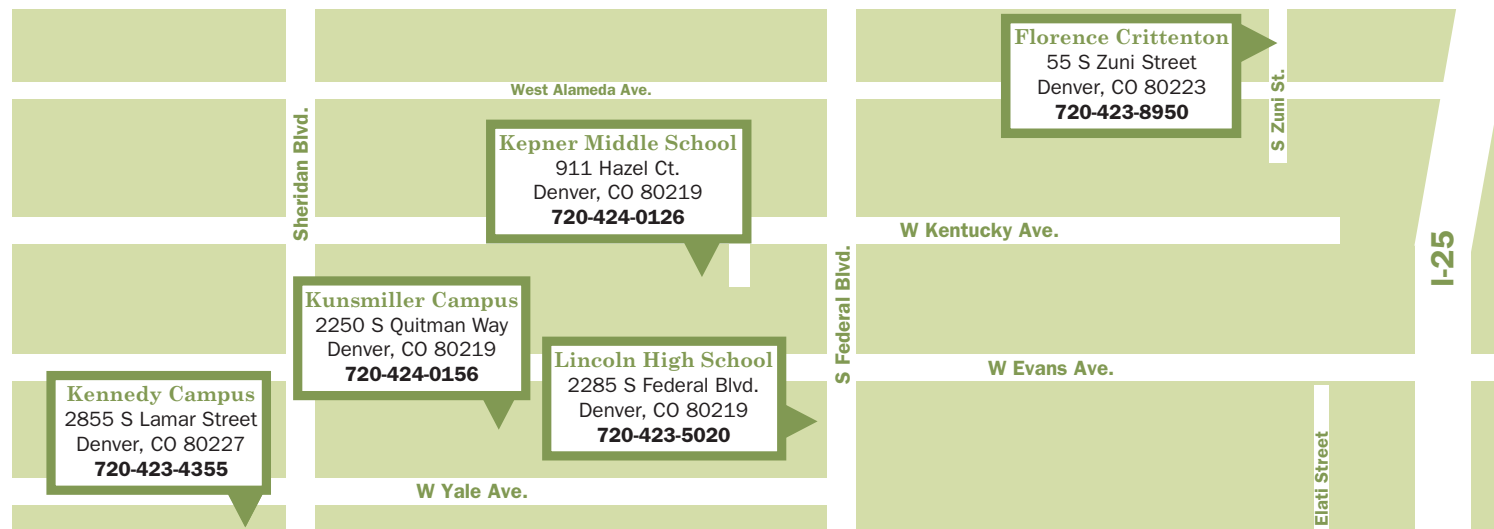 Florence Crittenton
55 S Zuni Street
Denver, CO 80223
720-423-8950
S Zuni St.
West Alameda Ave.
Sheridan Blvd.
Kepner Middle School
911 Hazel Ct.
Denver, CO 80219
720-424-0126
W Kentucky Ave.
I-25
S Federal Blvd.
Kunsmiller Campus
2250 S Quitman Way
Denver, CO 80219
720-424-0156
Lincoln High School
2285 S Federal Blvd.
Denver, CO 80219
720-423-5020
W Evans Ave.
Kennedy Campus
2855 S Lamar Street
Denver, CO 80227
720-423-4355
W Yale Ave.
Elati Street